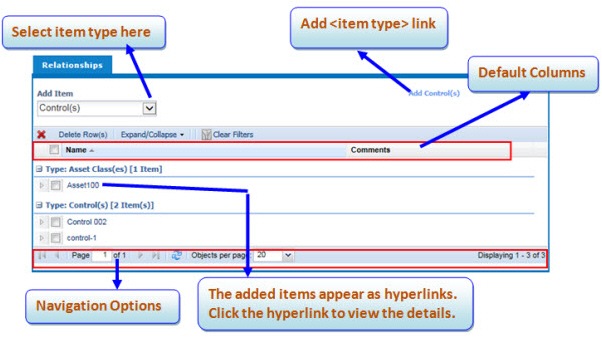 Select item type here
Add <item type> link
Relationships
Default Columns
Add Item
Control(s)
Add Control(s)
Delete Row(s) Expand/Collapse Clear Filters
Name Comments
Type: Asset Class(es) [1 Item]
Asset100
Type: Control(s) [2 Item(s)]
Control 002
control-1
Page 1 of 1 Objects per page: 20 Displaying 1 - 3 of 3
Navigation Options
The added items appear as hyperlinks.
Click the hyperlink to view the details.